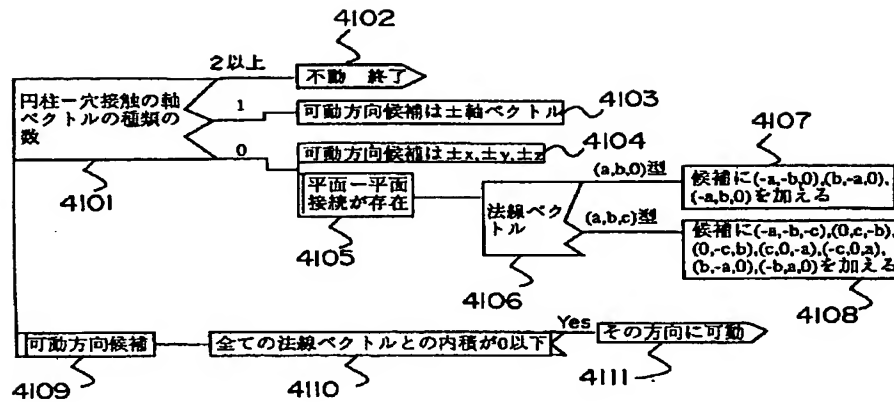 4102
2以上
不動 終了
円柱ー穴接触の軸
ベクトルの種類の
数
1
可動方向候補は±軸ベクトル
4103
4104
4107
0
可動方向候補は±x,±y,±z
(a,b,0)型
候補に(-a,-b,0),(b,-a,0),
(-a,b,0)を加える
4101
平面ー平面
接続が存在
法線ベク
トル
(a,b,c)型
候補に(-a,-b,-c),(0,c,-b),
(0,-c,b),(c,0,-a),(-c,0,a),
(b,-a,0),(-b,a,0)を加える
4105
4106
4108
可動方向候補
全ての法線ベクトルとの内積が0以下
Yes
その方向に可動
4109
4110
4111